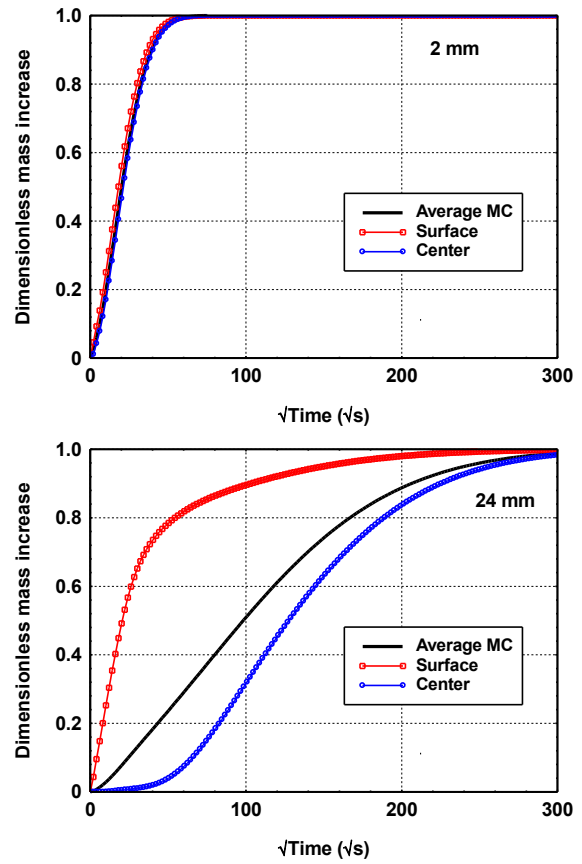 Dimensionless mass increase
1.0
0.8
0.6
0.4
0.2
0
2 mm
Average MC
Surface
Center
0 100 200 300
√Time (√s)
Dimensionless mass increase
1.0
0.8
0.6
0.4
0.2
0
24 mm
Average MC
Surface
Center
0 100 200 300
√Time (√s)